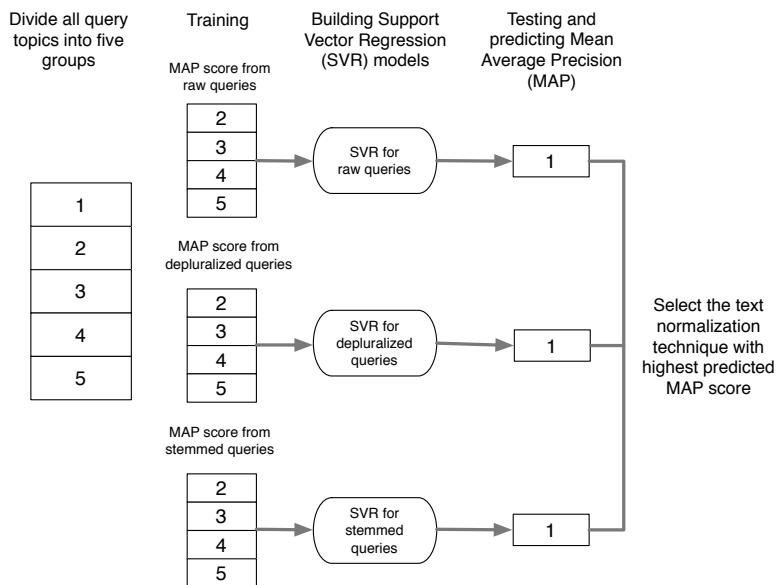 Divide all query
topics into five
groups
1
2
3
4
5
Training
MAP score from
raw queries
2
3
4
5
MAP score from
depluralized queries
2
3
4
5
MAP score from
stemmed queries
2
3
4
5
Building Support
Vector Regression
(SVR) models
SVR for
raw queries
SVR for
depluralized
queries
SVR for
stemmed
queries
Testing and
predicting Mean
Average Precision
(MAP)
1
1
1
Select the text
normalization
technique with
highest predicted
MAP score